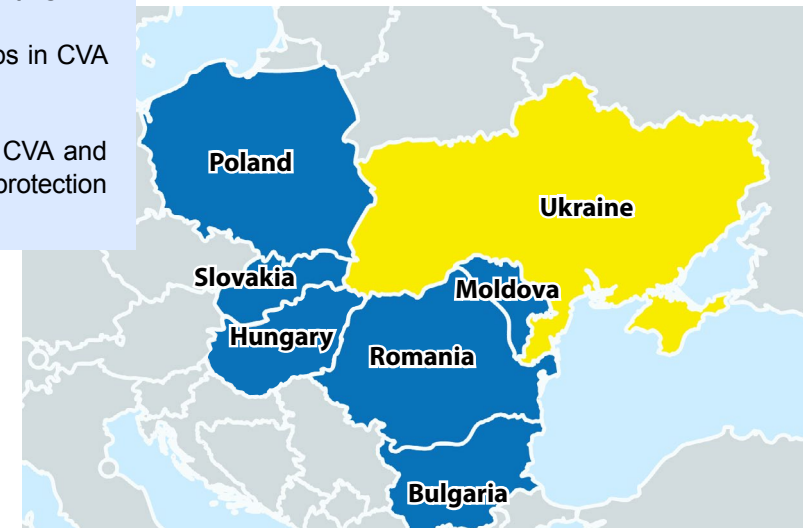 os in CVA
CVA and
protection
Poland
Ukraine
Slovakia
Moldova
Hungary
Romania
Bulgaria